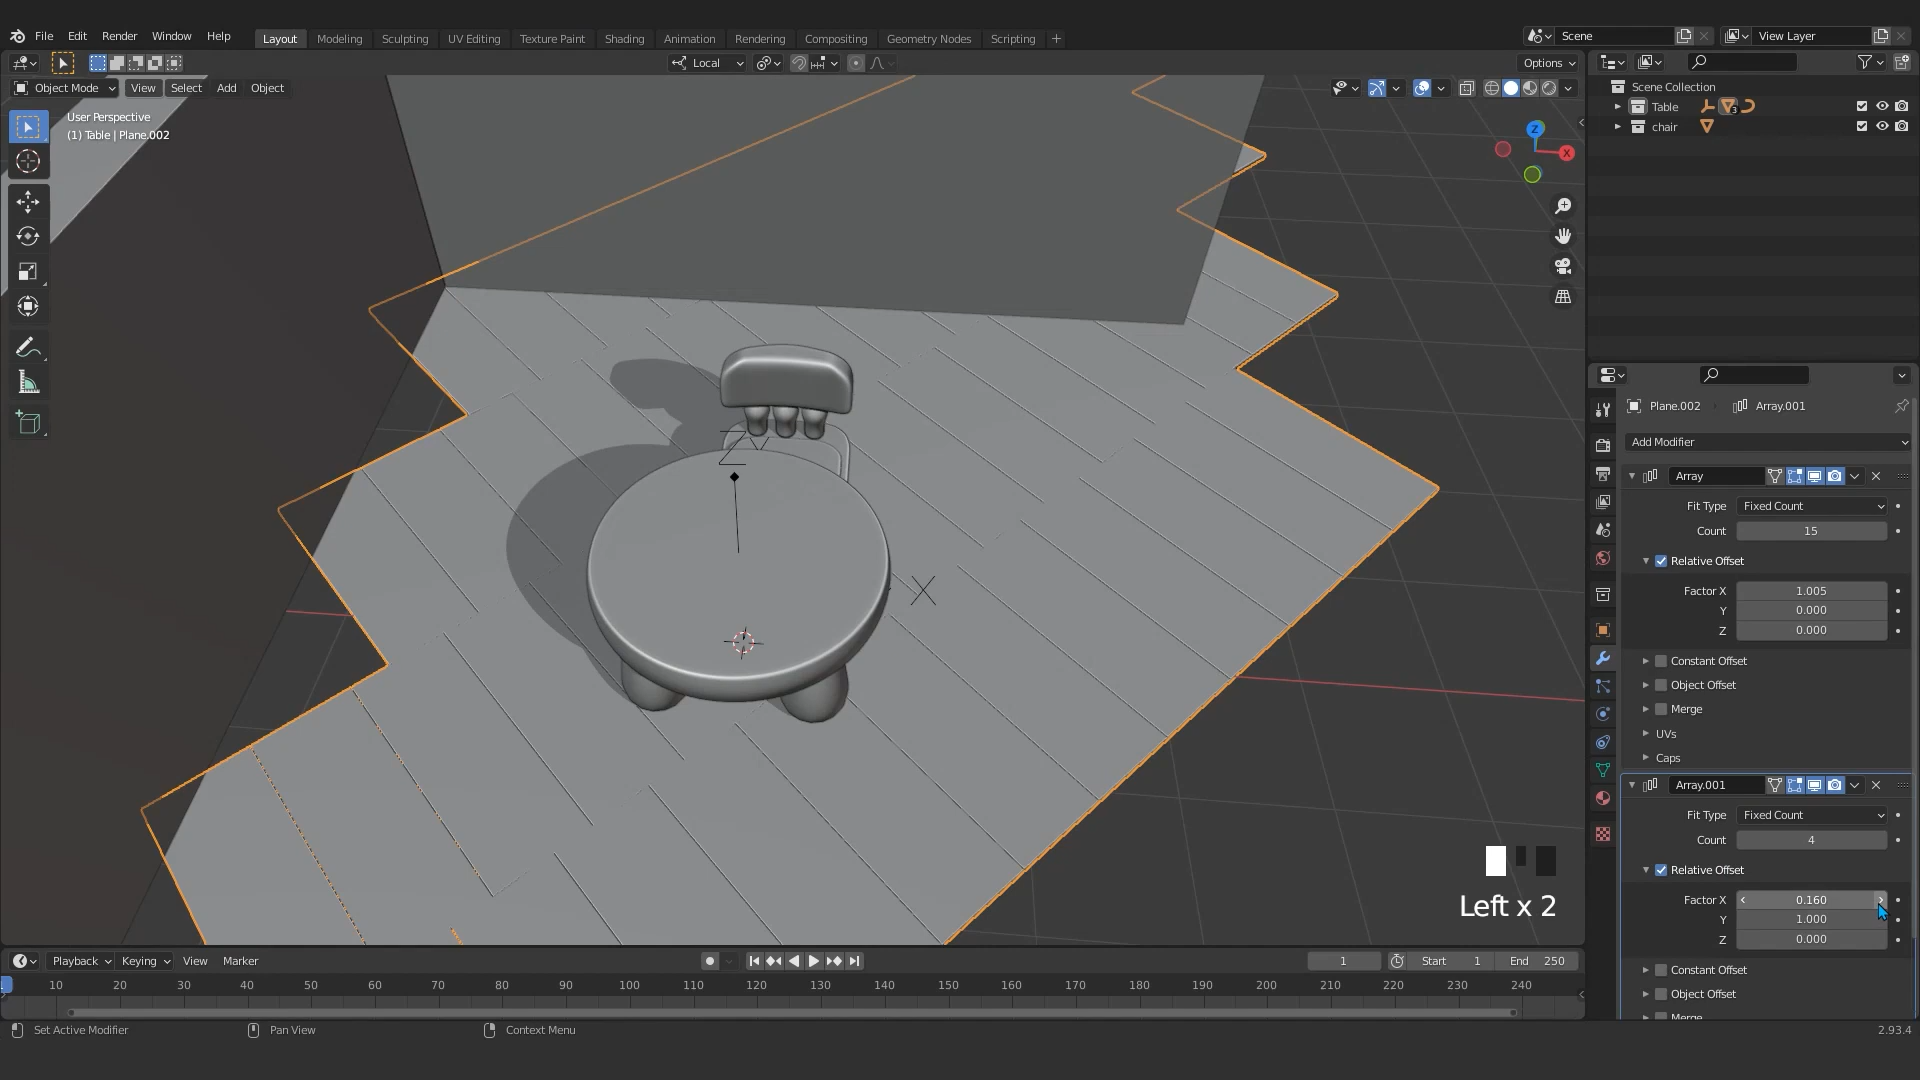 File Edit Render Window Help Layout Modeling Sculpting UV Editing Texture Paint Shading Animation Rendering Compositing Geometry Nodes Scripting + Scene View Layer
Local Options
Object Mode View Select Add Object
User Perspective
(1) Table | Plane.002
Z
X
Scene Collection
Table 3
chair
Plane.002 Array.001
Add Modifier
Array
Fit Type Fixed Count
Count 15
Relative Offset
Factor X 1.005
Y 0.000
Z 0.000
Constant Offset
Object Offset
Merge
UVs
Caps
Array.001
Fit Type Fixed Count
Count 4
Relative Offset
Factor X 0.160
Y 1.000
Z 0.000
Constant Offset
Object Offset
Merge
Left x 2
Playback Keying View Marker 1 Start 1 End 250
1 10 20 30 40 50 60 70 80 90 100 110 120 130 140 150 160 170 180 190 200 210 220 230 240
Set Active Modifier Pan View Context Menu 2.93.4